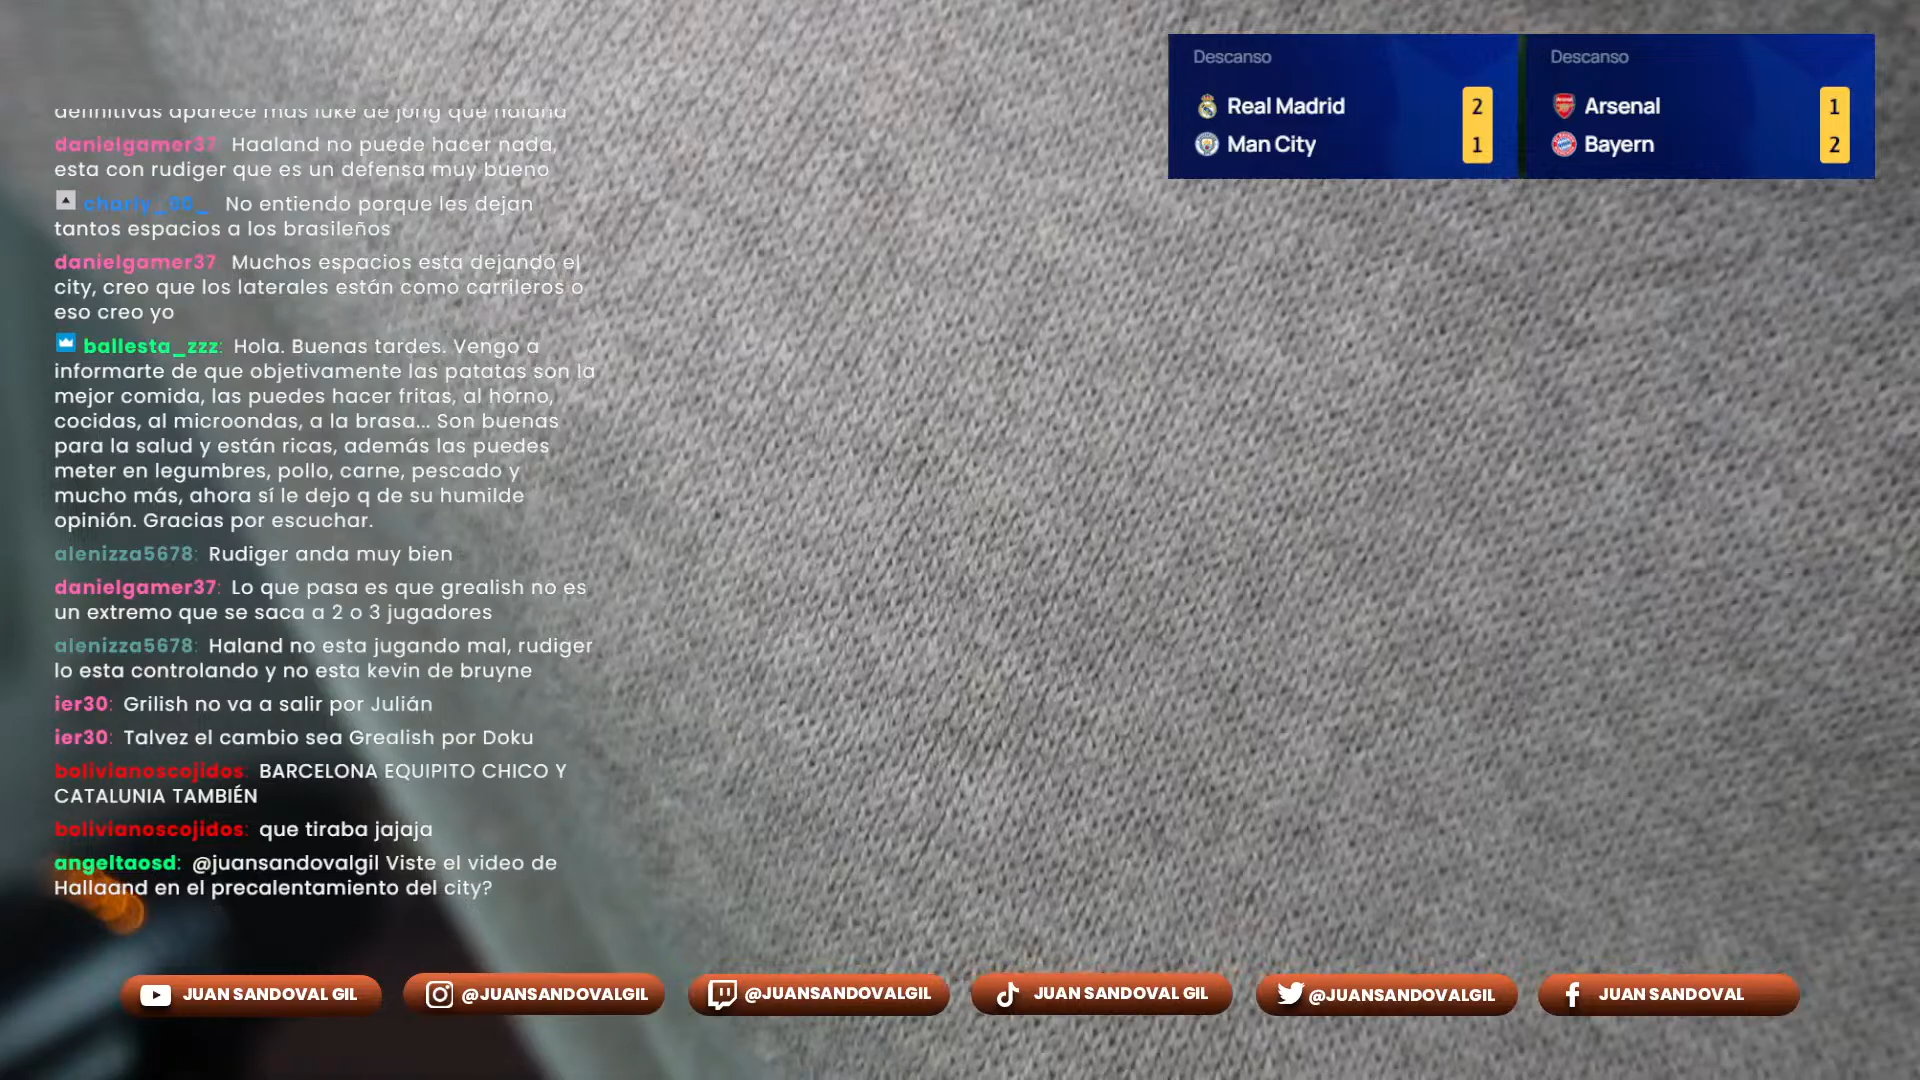 Descanso
Real Madrid 2
Man City 1
Descanso
Arsenal 1
Bayern 2
definitivas aparece mas luke de jong que haland
danielgamer37: Haaland no puede hacer nada,
esta con rudiger que es un defensa muy bueno
charly_90_ No entiendo porque les dejan
tantos espacios a los brasileños
danielgamer37 Muchos espacios esta dejando el
city, creo que los laterales están como carrileros o
eso creo yo
ballesta_zzz: Hola. Buenas tardes. Vengo a
informarte de que objetivamente las patatas son la
mejor comida, las puedes hacer fritas, al horno,
cocidas, al microondas, a la brasa... Son buenas
para la salud y están ricas, además las puedes
meter en legumbres, pollo, carne, pescado y
mucho más, ahora sí le dejo q de su humilde
opinión. Gracias por escuchar.
alenizza5678: Rudiger anda muy bien
danielgamer37: Lo que pasa es que grealish no es
un extremo que se saca a 2 o 3 jugadores
alenizza5678: Haland no esta jugando mal, rudiger
lo esta controlando y no esta kevin de bruyne
ier30: Grilish no va a salir por Julián
ier30: Talvez el cambio sea Grealish por Doku
bolivianoscojidos: BARCELONA EQUIPITO CHICO Y
CATALUNIA TAMBIÉN
bolivianoscojidos: que tiraba jajaja
angeltaosd: @juansandovalgil Viste el video de
Hallaand en el precalentamiento del city?
JUAN SANDOVAL GIL
@JUANSANDOVALGIL
@JUANSANDOVALGIL
JUAN SANDOVAL GIL
@JUANSANDOVALGIL
JUAN SANDOVAL